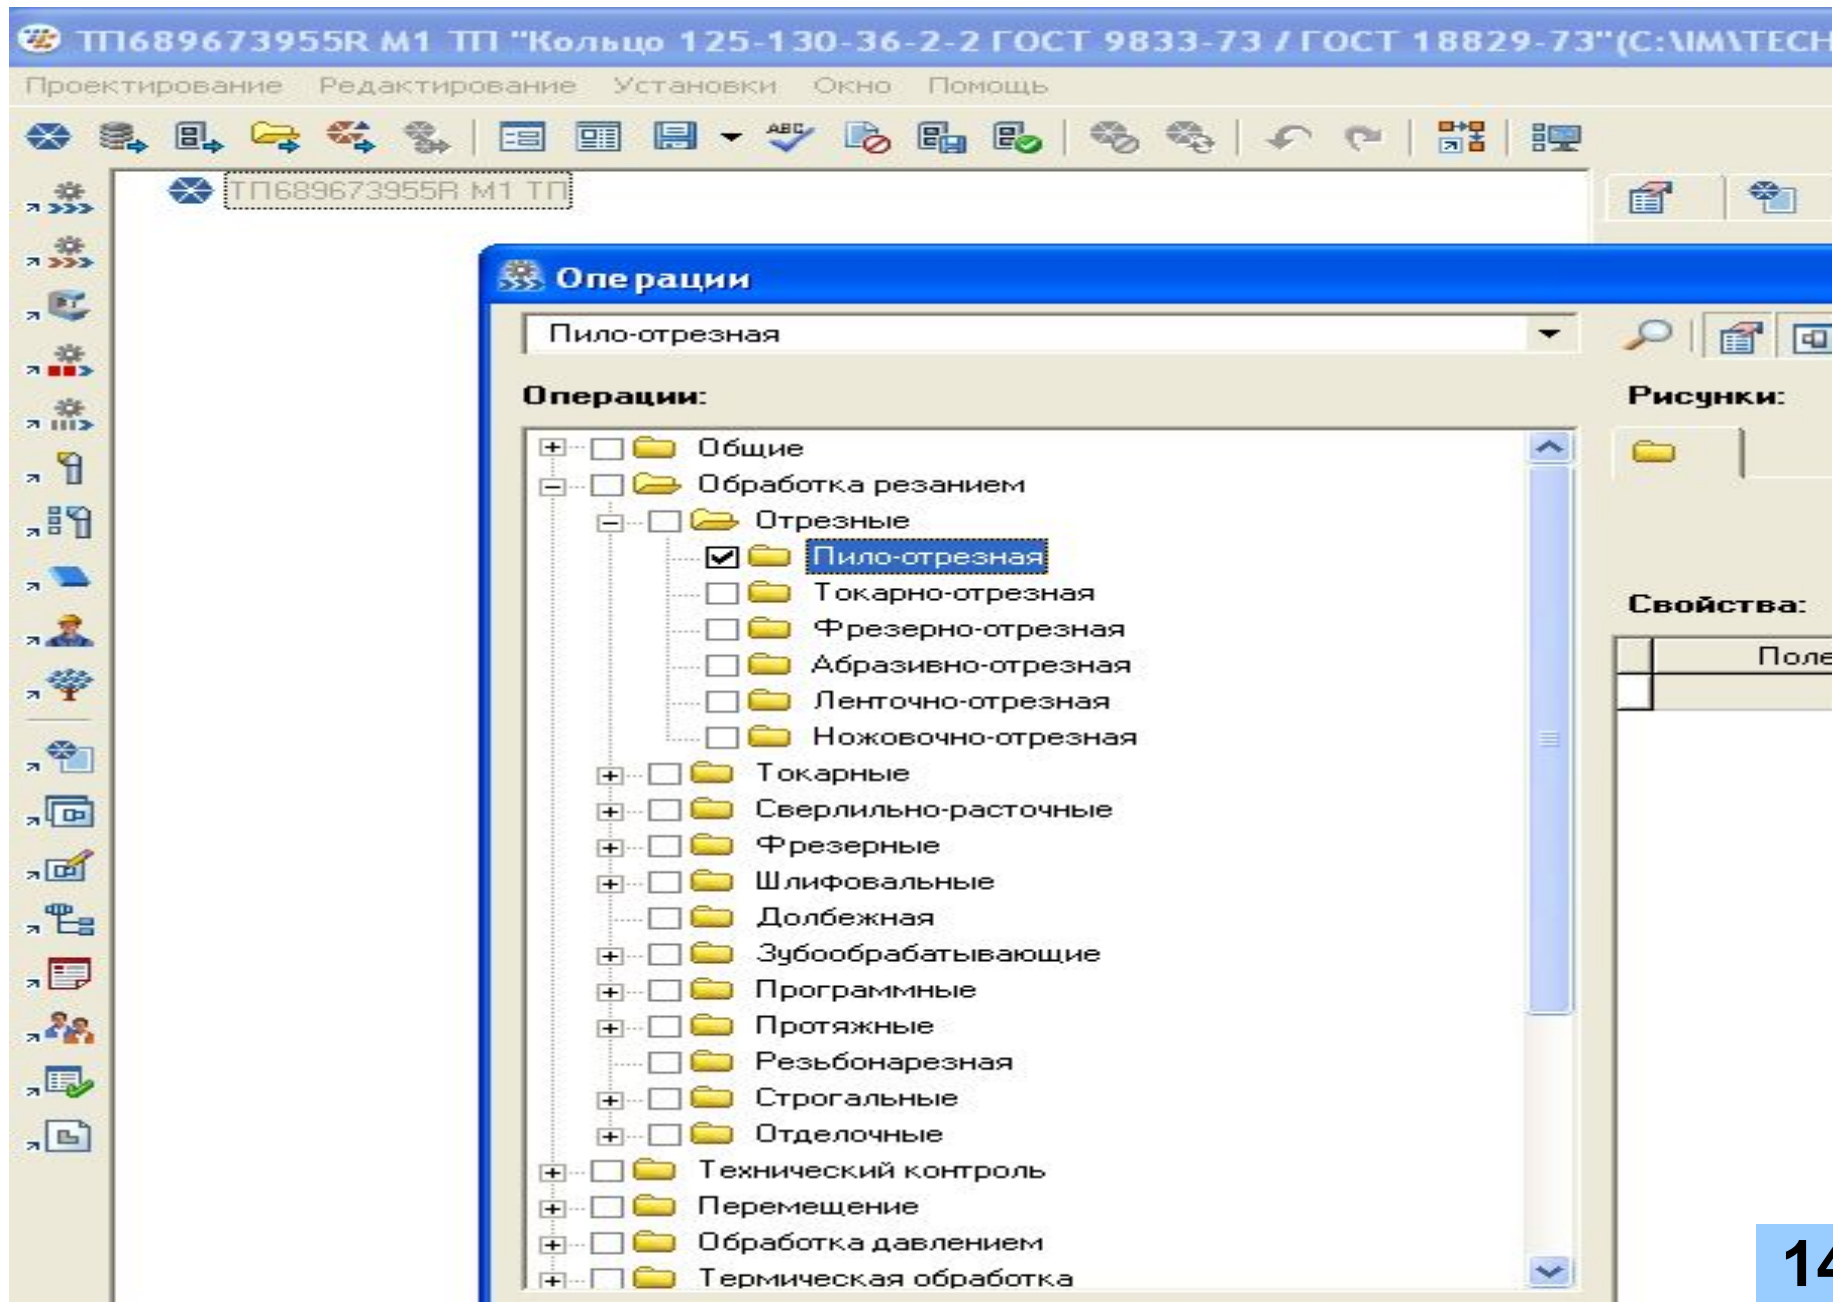 ТП689673955R М1 ТП "Кольцо 125-130-36-2-2 ГОСТ 9833-73 / ГОСТ 18829-73"(C:\IM\TECH
Проектирование Редактирование Установки Окно Помощь
ABC
ТП689673955R М1 ТП
Операции
Пило-отрезная
Операции:
Рисунки:
Общие
Обработка резанием
Отрезные
Пило-отрезная
Токарно-отрезная
Свойства:
Фрезерно-отрезная
Поле
Абразивно-отрезная
Ленточно-отрезная
Ножовочно-отрезная
Токарные
Сверлильно-расточные
Фрезерные
Шлифовальные
Долбежная
Зубообрабатывающие
Программные
Протяжные
Резьбонарезная
Строгальные
Отделочные
Технический контроль
Перемещение
Обработка давлением
Термическая обработка
14